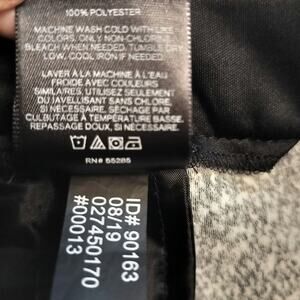 100% POLYESTER
MACHINE WASH COLD WITH LIKE
COLORS, ONLY NON-CHLORINE
BLEACH WHEN NEEDED, TUMBLE DRY
LOW, COOL IRON IF NEEDED.
LAVER À LA MACHINE À L'EAU
FROIDE AVEC COULEURS
SIMILAIRES, UTILISEZ SEULEMENT
DU JAVELLISANT SANS CHLORE,
SI NÉCESSAIRE, SÉCHAGE PAR
CULBUTAGE À TEMPÉRATURE BASSE,
REPASSAGE DOUX, SI NÉCESSAIRE.
RN# 55285
ID# 90163
08/19
027450170
#00013